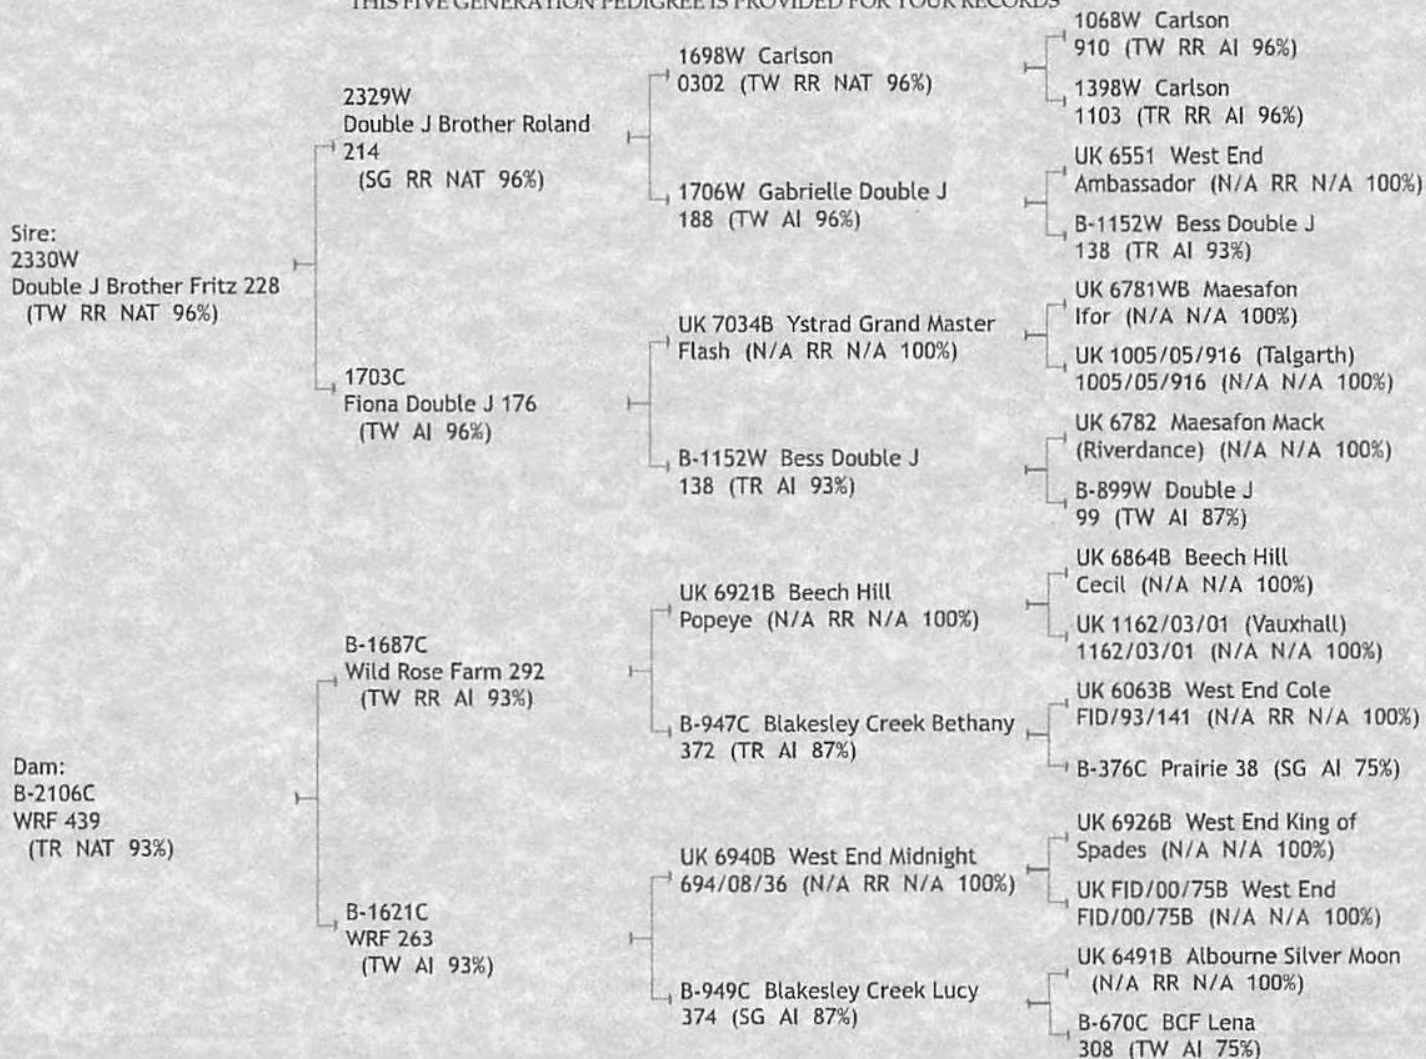 THIS FIVE GENERATION PEDIGREE IS PROVIDED FOR YOUR RECORDS
Sire:
2330W
Double J Brother Fritz 228
(TW RR NAT 96%)
2329W
Double J Brother Roland
214
(SG RR NAT 96%)
1698W Carlson
0302 (TW RR NAT 96%)
1068W Carlson
910 (TW RR AI 96%)
1398W Carlson
1103 (TR RR AI 96%)
1706W Gabrielle Double J
188 (TW AI 96%)
UK 6551 West End
Ambassador (N/A RR N/A 100%)
B-1152W Bess Double J
138 (TR AI 93%)
1703C
Fiona Double J 176
(TW AI 96%)
UK 7034B Ystrad Grand Master
Flash (N/A RR N/A 100%)
UK 6781WB Maesafon
Ifor (N/A N/A 100%)
UK 1005/05/916 (Talgarth)
1005/05/916 (N/A N/A 100%)
B-1152W Bess Double J
138 (TR AI 93%)
UK 6782 Maesafon Mack
(Riverdance) (N/A N/A 100%)
B-899W Double J
99 (TW AI 87%)
Dam:
B-2106C
WRF 439
(TR NAT 93%)
B-1687C
Wild Rose Farm 292
(TW RR AI 93%)
UK 6921B Beech Hill
Popeye (N/A RR N/A 100%)
UK 6864B Beech Hill
Cecil (N/A N/A 100%)
UK 1162/03/01 (Vauxhall)
1162/03/01 (N/A N/A 100%)
B-947C Blakesley Creek Bethany
372 (TR AI 87%)
UK 6063B West End Cole
FID/93/141 (N/A RR N/A 100%)
B-376C Prairie 38 (SG AI 75%)
B-1621C
WRF 263
(TW AI 93%)
UK 6940B West End Midnight
694/08/36 (N/A RR N/A 100%)
UK 6926B West End King of
Spades (N/A N/A 100%)
UK FID/00/75B West End
FID/00/75B (N/A N/A 100%)
B-949C Blakesley Creek Lucy
374 (SG AI 87%)
UK 6491B Albourne Silver Moon
(N/A RR N/A 100%)
B-670C BCF Lena
308 (TW AI 75%)